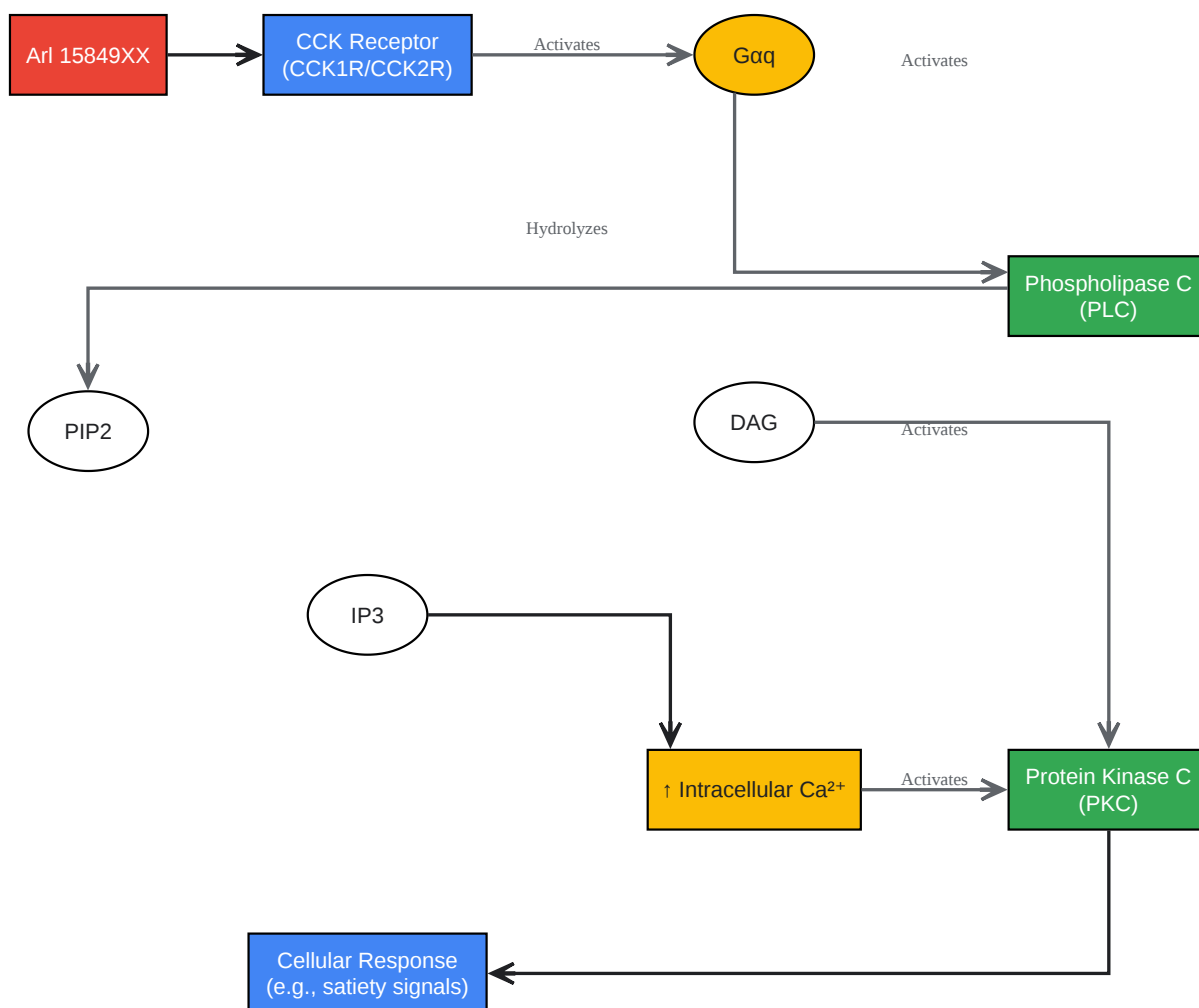 Arl 15849XX
CCK Receptor
(CCK1R/CCK2R)
Activates
Gαq
Activates
Hydrolyzes
Phospholipase C
(PLC)
PIP2
DAG
Activates
IP3
↑ Intracellular Ca²⁺
Activates
Protein Kinase C
(PKC)
Cellular Response
(e.g., satiety signals)